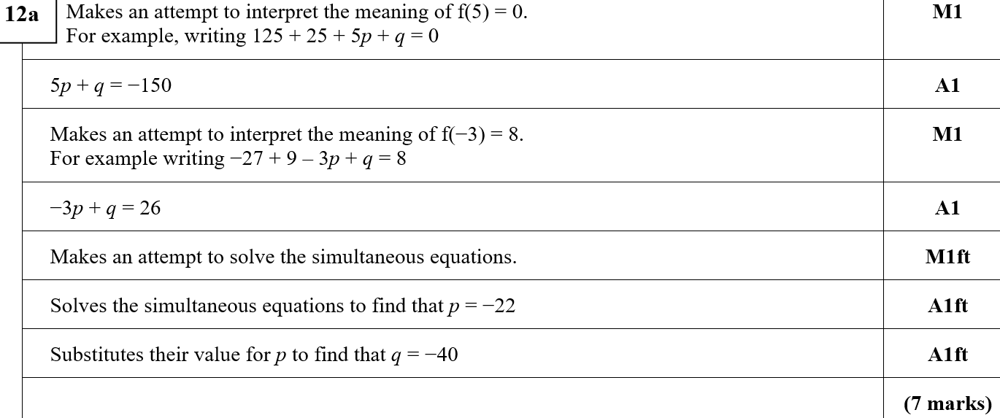 12a
Makes an attempt to interpret the meaning of f(5) = 0. M1
For example, writing 125 + 25 + 5p + q = 0
5p + q = −150 A1
Makes an attempt to interpret the meaning of f(−3) = 8. M1
For example writing −27 + 9 – 3p + q = 8
−3p + q = 26 A1
Makes an attempt to solve the simultaneous equations. M1ft
Solves the simultaneous equations to find that p = −22 A1ft
Substitutes their value for p to find that q = −40 A1ft
(7 marks)